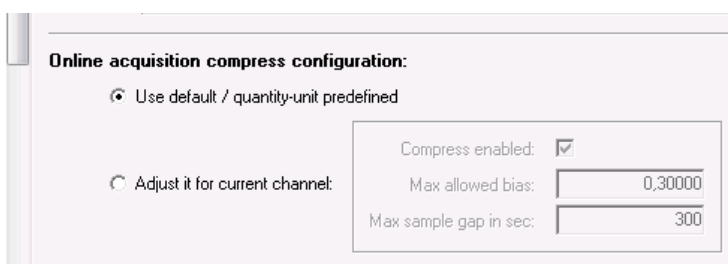 Online acquisition compress configuration:
Use default / quantity-unit predefined
Compress enabled:
Adjust it for current channel:
Max allowed bias: 0,30000
Max sample gap in sec: 300